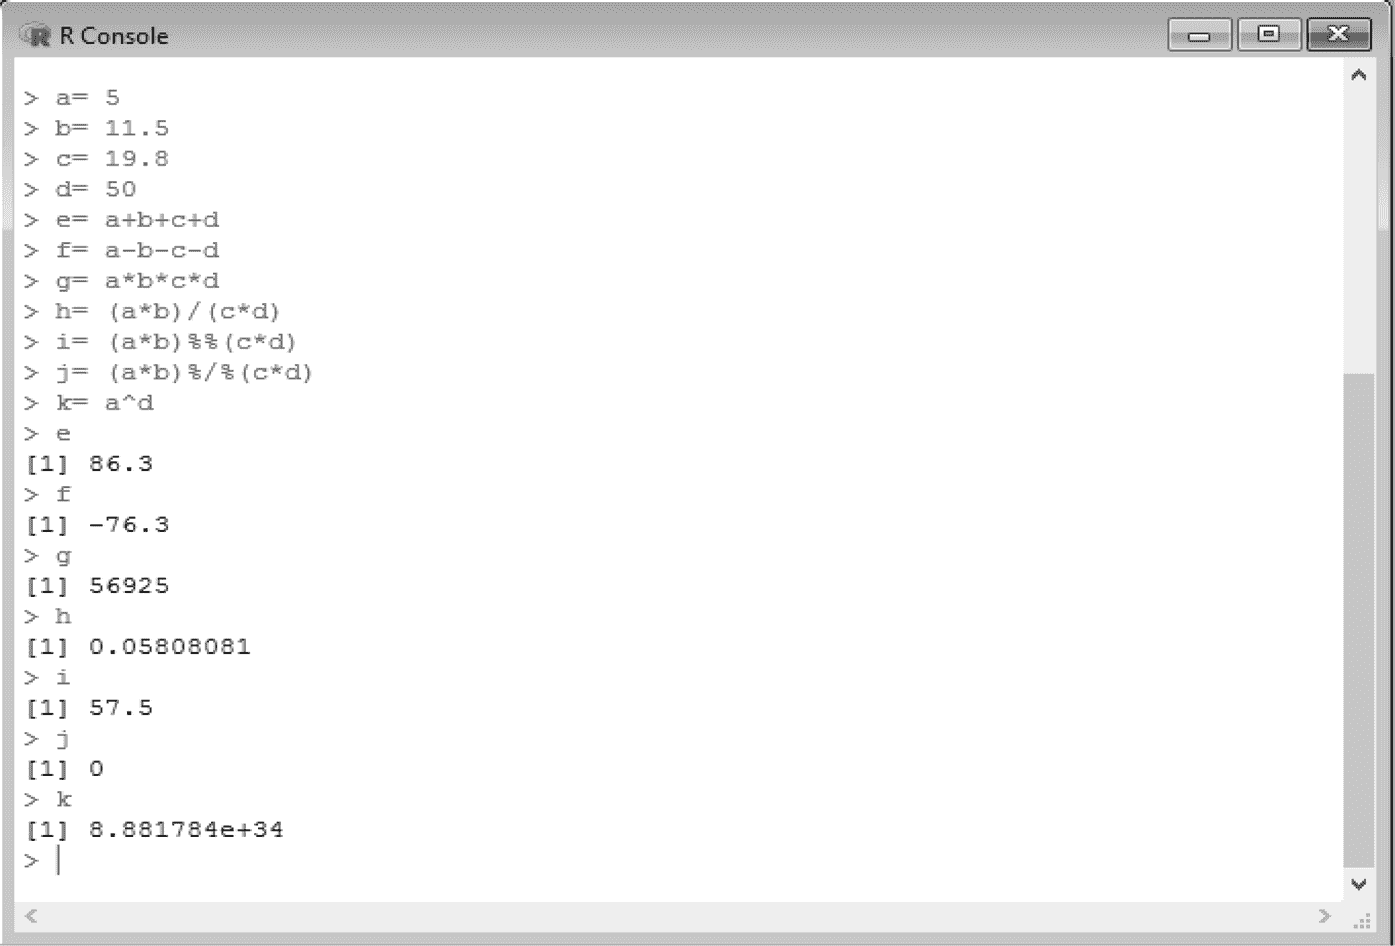 R Console
> a= 5
> b= 11.5
> c= 19.8
> d= 50
> e= a+b+c+d
> f= a-b-c-d
> g= a*b*c*d
> h= (a*b)/(c*d)
> i= (a*b)%%(c*d)
> j= (a*b)%/%(c*d)
> k= a^d
> e
[1] 86.3
> f
[1] -76.3
> g
[1] 56925
> h
[1] 0.05808081
> i
[1] 57.5
> j
[1] 0
> k
[1] 8.881784e+34
>